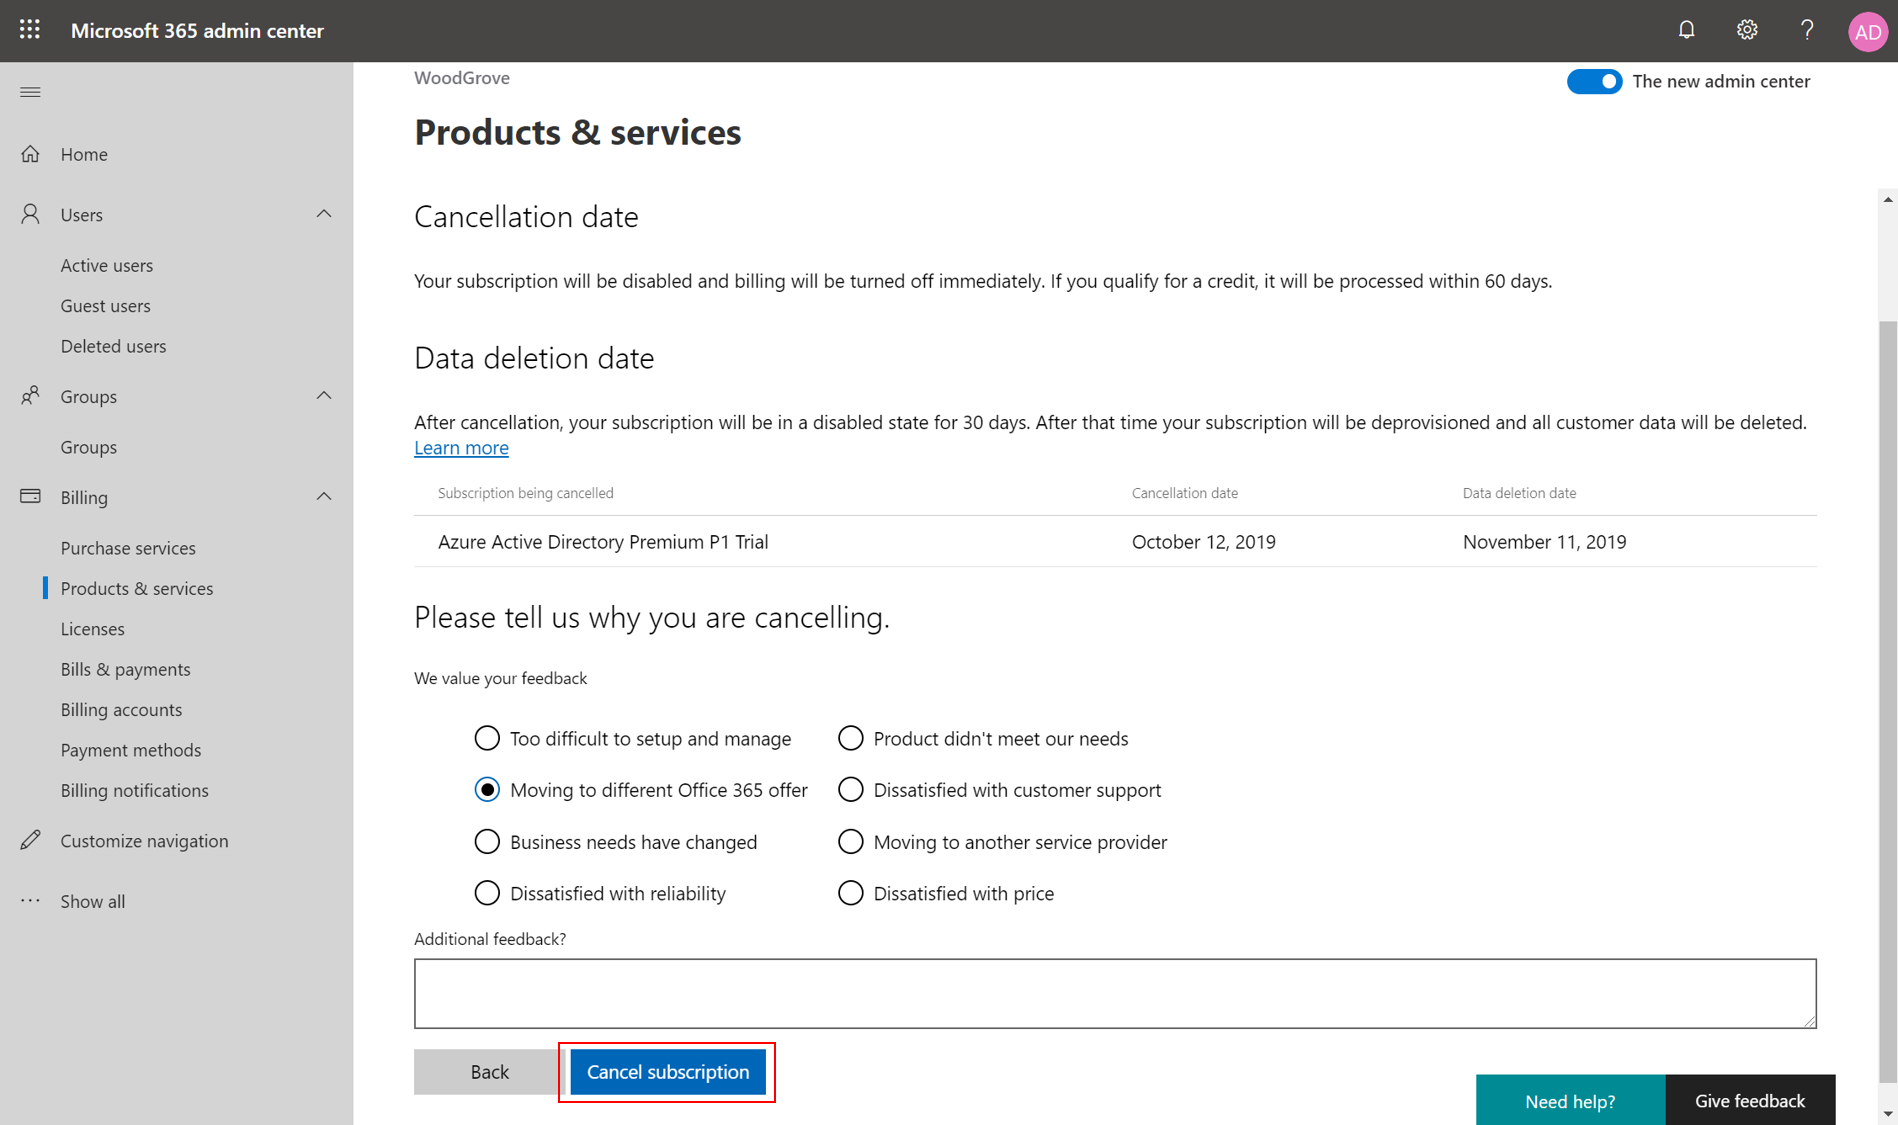 Microsoft 365 admin center
?
AD
WoodGrove
The new admin center
Products & services
Home
Users
Active users
Guest users
Deleted users
Groups
Groups
Billing
Purchase services
Products & services
Licenses
Bills & payments
Billing accounts
Payment methods
Billing notifications
Customize navigation
Show all
Cancellation date
Your subscription will be disabled and billing will be turned off immediately. If you qualify for a credit, it will be processed within 60 days.
Data deletion date
After cancellation, your subscription will be in a disabled state for 30 days. After that time your subscription will be deprovisioned and all customer data will be deleted.
Learn more
Subscription being cancelled Cancellation date Data deletion date
Azure Active Directory Premium P1 Trial October 12, 2019 November 11, 2019
Please tell us why you are cancelling.
We value your feedback
Too difficult to setup and manage Product didn't meet our needs
Moving to different Office 365 offer Dissatisfied with customer support
Business needs have changed Moving to another service provider
Dissatisfied with reliability Dissatisfied with price
Additional feedback?
Back Cancel subscription
Need help? Give feedback